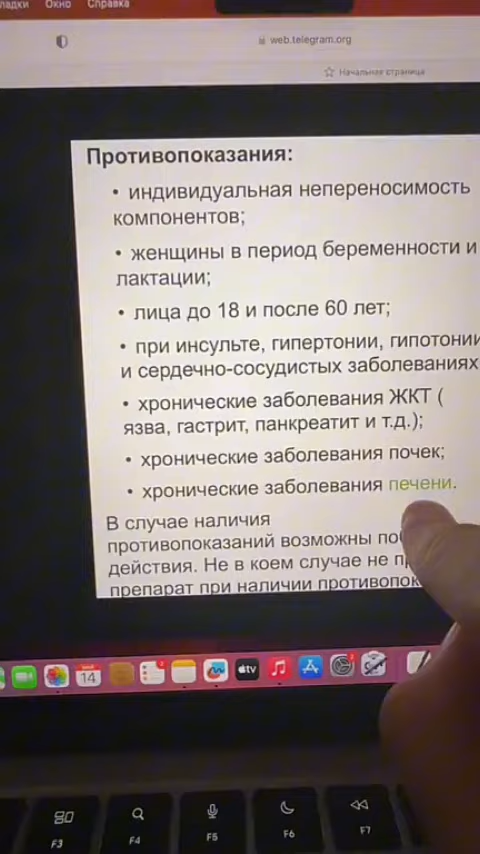 Окно Справка
web.telegram.org
Начальная страница
Противопоказания:
• индивидуальная непереносимость
компонентов;
• женщины в период беременности и
лактации;
• лица до 18 и после 60 лет;
• при инсульте, гипертонии, гипотонии
и сердечно-сосудистых заболеваниях
• хронические заболевания ЖКТ (
язва, гастрит, панкреатит и т.д.);
• хронические заболевания почек;
• хронические заболевания печени.
В случае наличия
противопоказаний возможны
действия. Не в коем случае не
препарат при наличии
14
tv
F3 F4 F5 F6 F7